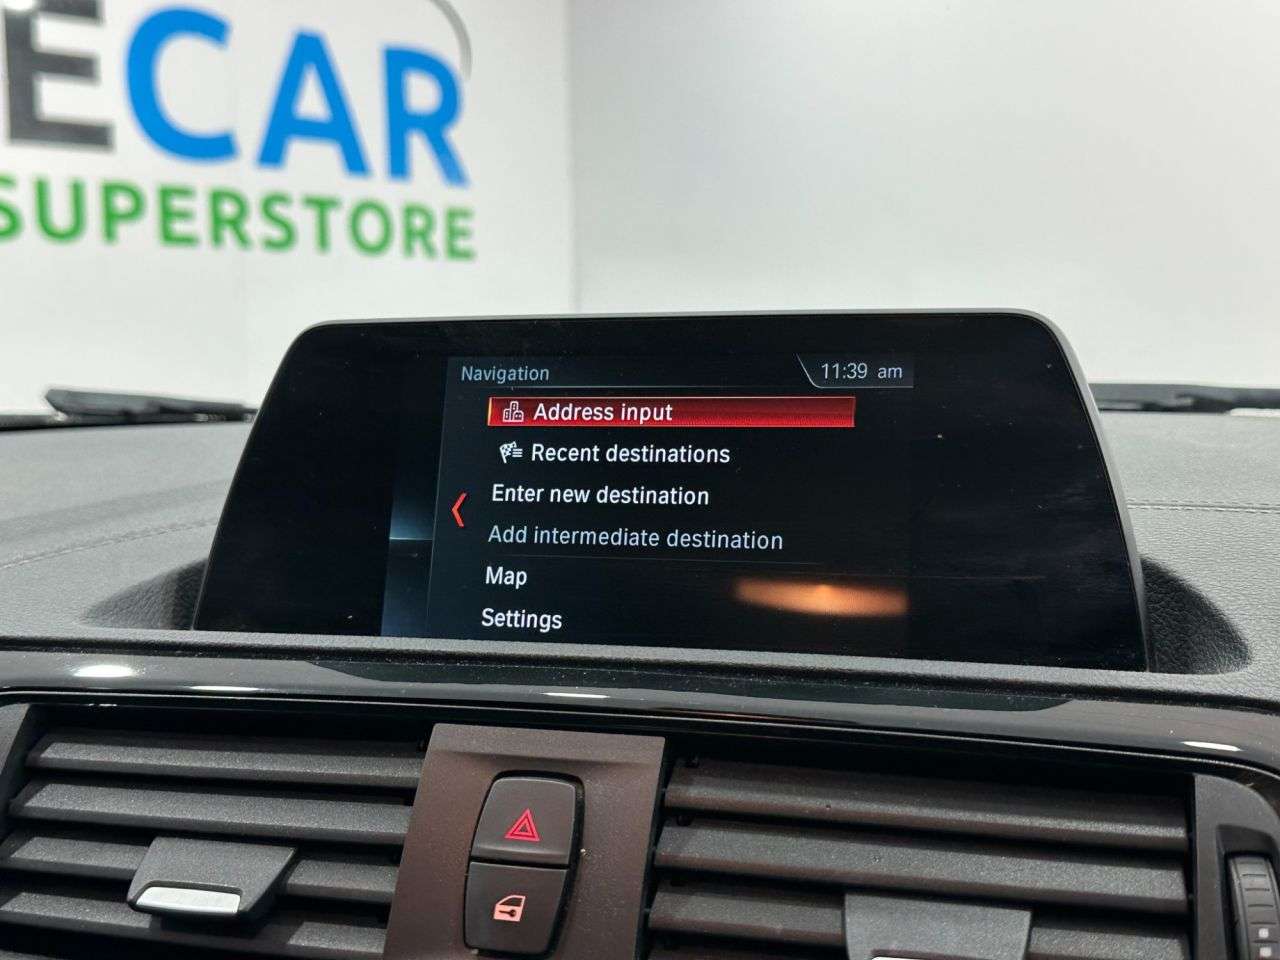 ECAR
SUPERSTORE
Navigation
11:39 am
Address input
Recent destinations
Enter new destination
Add intermediate destination
Map
Settings